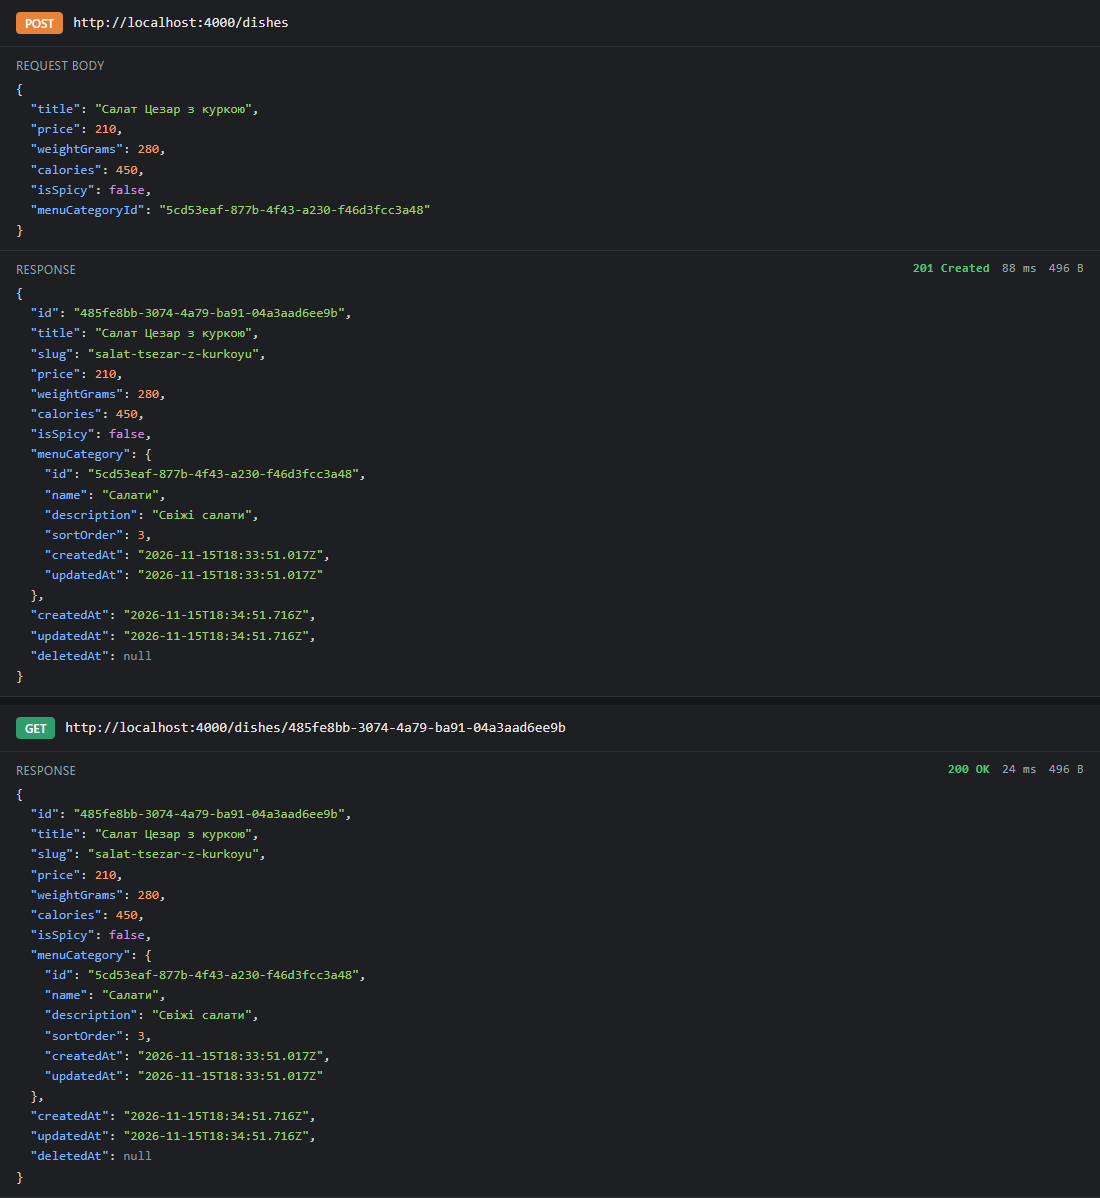 POST http://localhost:4000/dishes
REQUEST BODY
{
"title": "Салат Цезар з куркою",
"price": 210,
"weightGrams": 280,
"calories": 450,
"isSpicy": false,
"menuCategoryId": "5cd53eaf-877b-4f43-a230-f46d3fcc3a48"
}
RESPONSE 201 Created 88 ms 496 B
{
"id": "485fe8bb-3074-4a79-ba91-04a3aad6ee9b",
"title": "Салат Цезар з куркою",
"slug": "salat-tsezar-z-kurkoyu",
"price": 210,
"weightGrams": 280,
"calories": 450,
"isSpicy": false,
"menuCategory": {
"id": "5cd53eaf-877b-4f43-a230-f46d3fcc3a48",
"name": "Салати",
"description": "Свіжі салати",
"sortOrder": 3,
"createdAt": "2026-11-15T18:33:51.017Z",
"updatedAt": "2026-11-15T18:33:51.017Z"
},
"createdAt": "2026-11-15T18:34:51.716Z",
"updatedAt": "2026-11-15T18:34:51.716Z",
"deletedAt": null
}
GET http://localhost:4000/dishes/485fe8bb-3074-4a79-ba91-04a3aad6ee9b
RESPONSE 200 OK 24 ms 496 B
{
"id": "485fe8bb-3074-4a79-ba91-04a3aad6ee9b",
"title": "Салат Цезар з куркою",
"slug": "salat-tsezar-z-kurkoyu",
"price": 210,
"weightGrams": 280,
"calories": 450,
"isSpicy": false,
"menuCategory": {
"id": "5cd53eaf-877b-4f43-a230-f46d3fcc3a48",
"name": "Салати",
"description": "Свіжі салати",
"sortOrder": 3,
"createdAt": "2026-11-15T18:33:51.017Z",
"updatedAt": "2026-11-15T18:33:51.017Z"
},
"createdAt": "2026-11-15T18:34:51.716Z",
"updatedAt": "2026-11-15T18:34:51.716Z",
"deletedAt": null
}